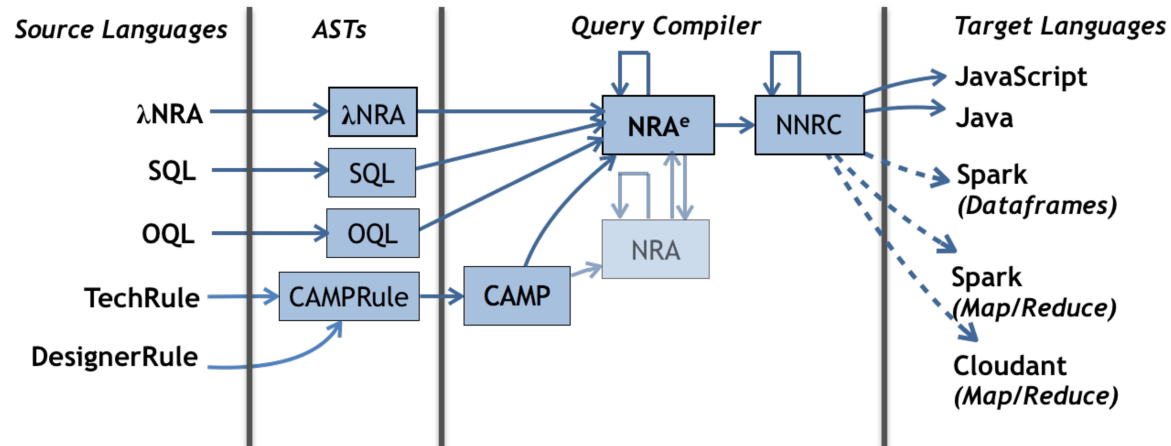 Source Languages
ASTs
Query Compiler
Target Languages
λNRA
λNRA
NRAᵉ
NNRC
JavaScript
Java
SQL
SQL
Spark
(Dataframes)
OQL
OQL
NRA
TechRule
CAMPRule
CAMP
Spark
(Map/Reduce)
DesignerRule
Cloudant
(Map/Reduce)